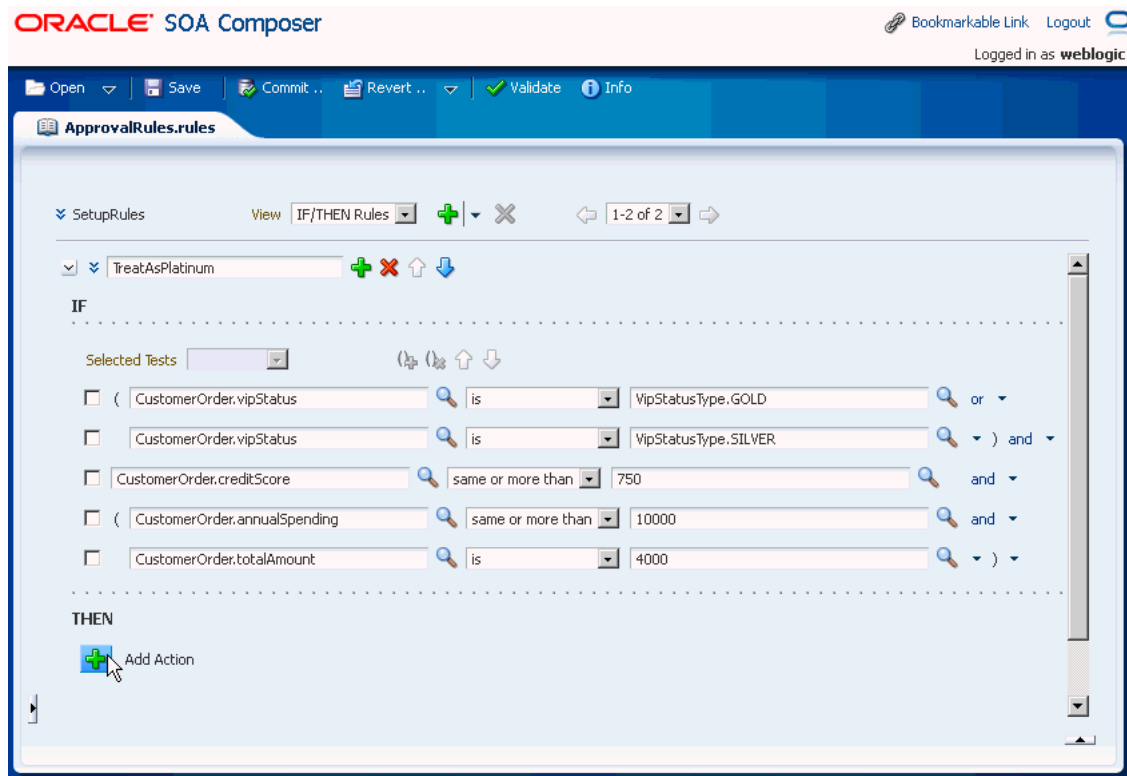 ORACLE SOA Composer
Bookmarkable Link Logout
Logged in as weblogic
Open Save Commit .. Revert .. Validate Info
ApprovalRules.rules
SetupRules View IF/THEN Rules 1-2 of 2
TreatAsPlatinum
IF
Selected Tests
( CustomerOrder.vipStatus is VipStatusType.GOLD or
CustomerOrder.vipStatus is VipStatusType.SILVER ) and
CustomerOrder.creditScore same or more than 750 and
( CustomerOrder.annualSpending same or more than 10000 and
CustomerOrder.totalAmount is 4000 )
THEN
Add Action